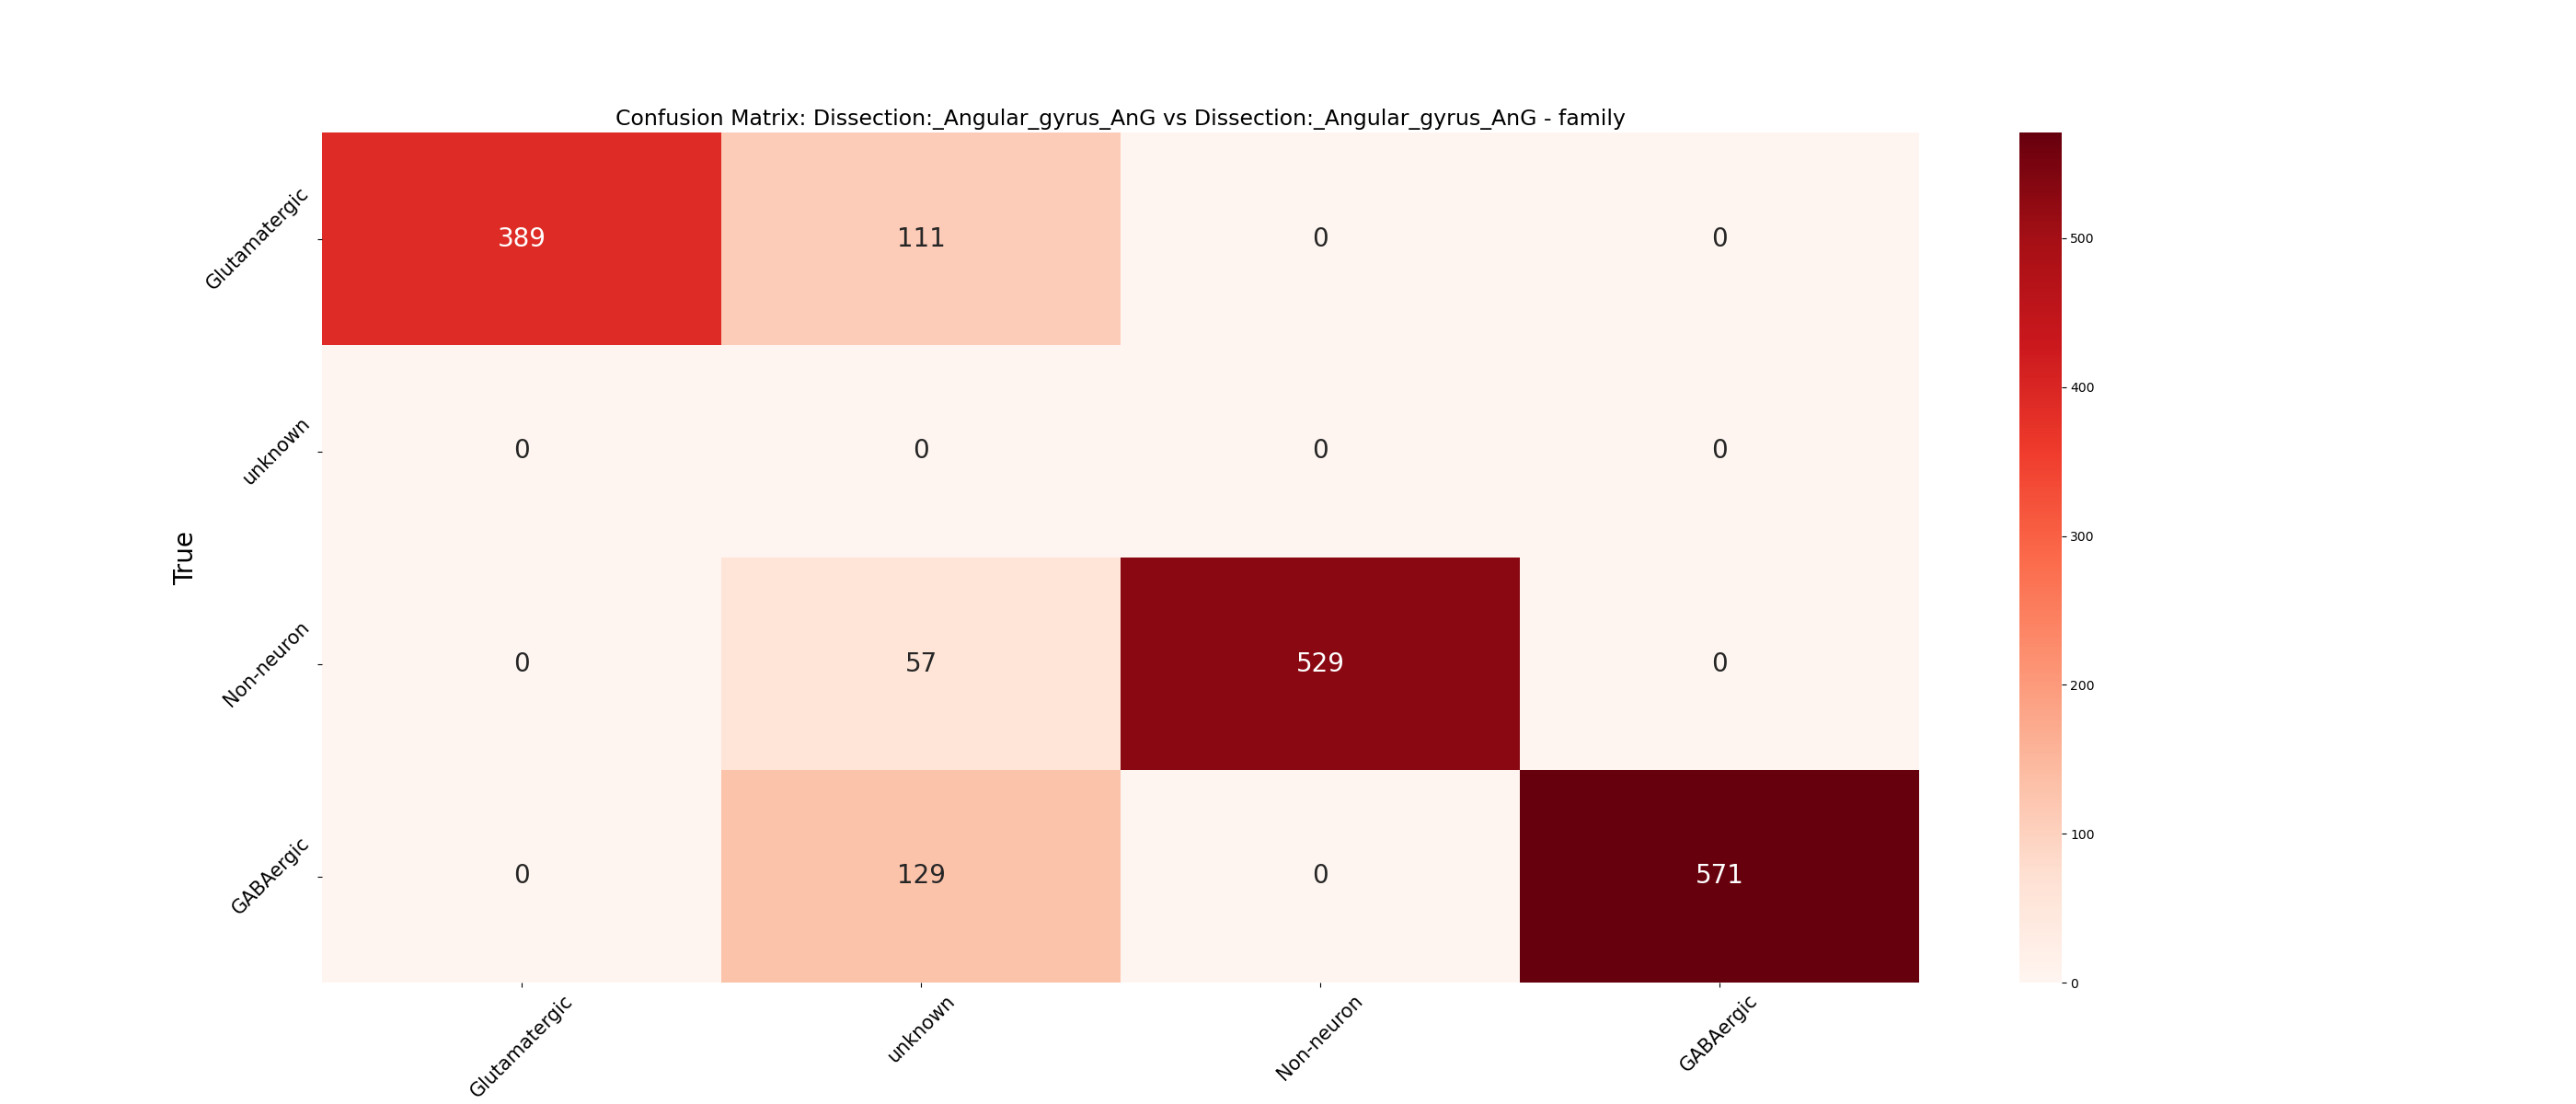 Confusion Matrix: Dissection:_Angular_gyrus_AnG vs Dissection:_Angular_gyrus_AnG - family
Glutamatergic 389 111 0 0
unknown 0 0 0 0
Non-neuron 0 57 529 0
GABAergic 0 129 0 571
True
Glutamatergic unknown Non-neuron GABAergic
500
400
300
200
100
0